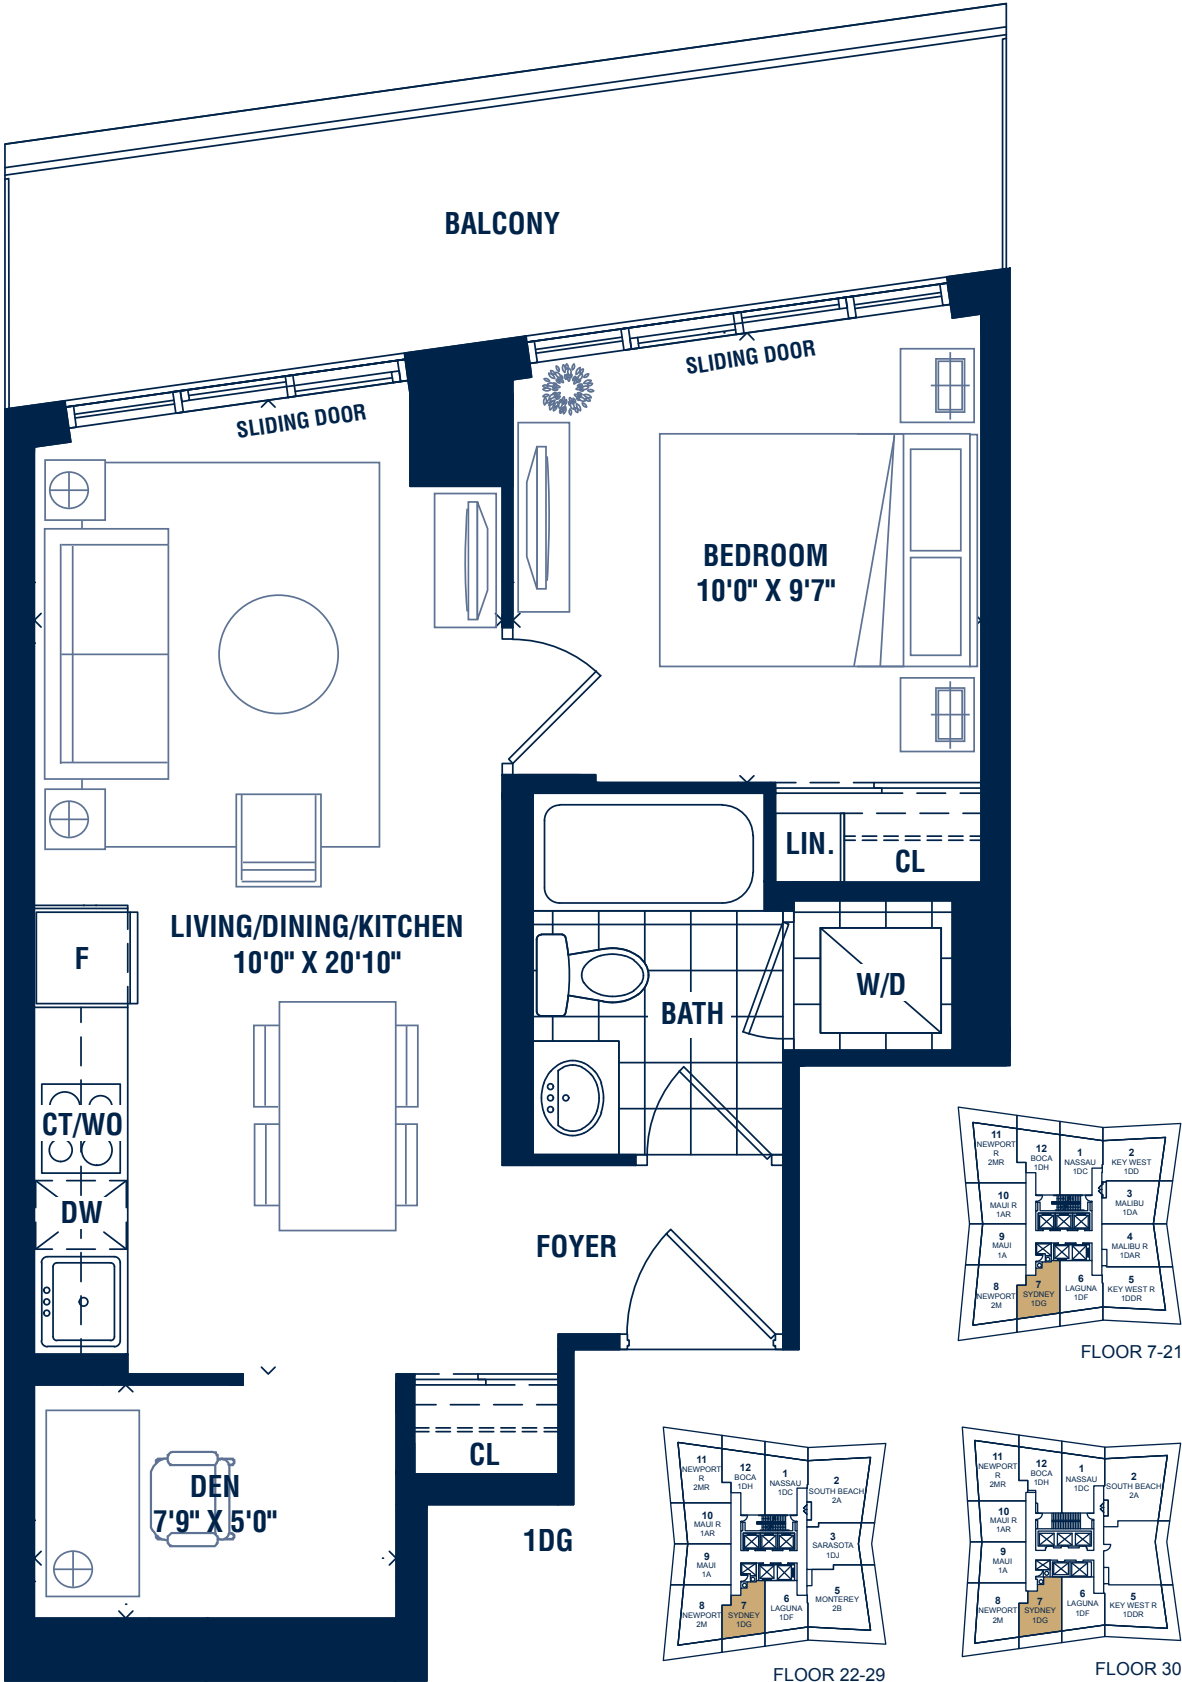 BALCONY
SLIDING DOOR
SLIDING DOOR
BEDROOM
10'0" X 9'7"
LIN.
CL
LIVING/DINING/KITCHEN
10'0" X 20'10"
F
W/D
BATH
CT/WO
DW
FOYER
CL
DEN
7'9" X 5'0"
1DG
11
NEWPORT
R
2MR
12
BOCA
1DH
1
NASSAU
1DC
2
KEY WEST
1DD
10
MAUI R
1AR
3
MALIBU
1DA
9
MAUI
1A
4
MALIBU R
1DAR
8
NEWPORT
2M
7
SYDNEY
1DG
6
LAGUNA
1DF
5
KEY WEST R
1DDR
FLOOR 7-21
11
NEWPORT
R
2MR
12
BOCA
1DH
1
NASSAU
1DC
2
SOUTH BEACH
2A
10
MAUI R
1AR
3
SARASOTA
1DJ
9
MAUI
1A
8
NEWPORT
2M
7
SYDNEY
1DG
6
LAGUNA
1DF
5
MONTEREY
2B
FLOOR 22-29
11
NEWPORT
R
2MR
12
BOCA
1DH
1
NASSAU
1DC
2
SOUTH BEACH
2A
10
MAUI R
1AR
9
MAUI
1A
8
NEWPORT
2M
7
SYDNEY
1DG
6
LAGUNA
1DF
5
KEY WEST R
1DDR
FLOOR 30